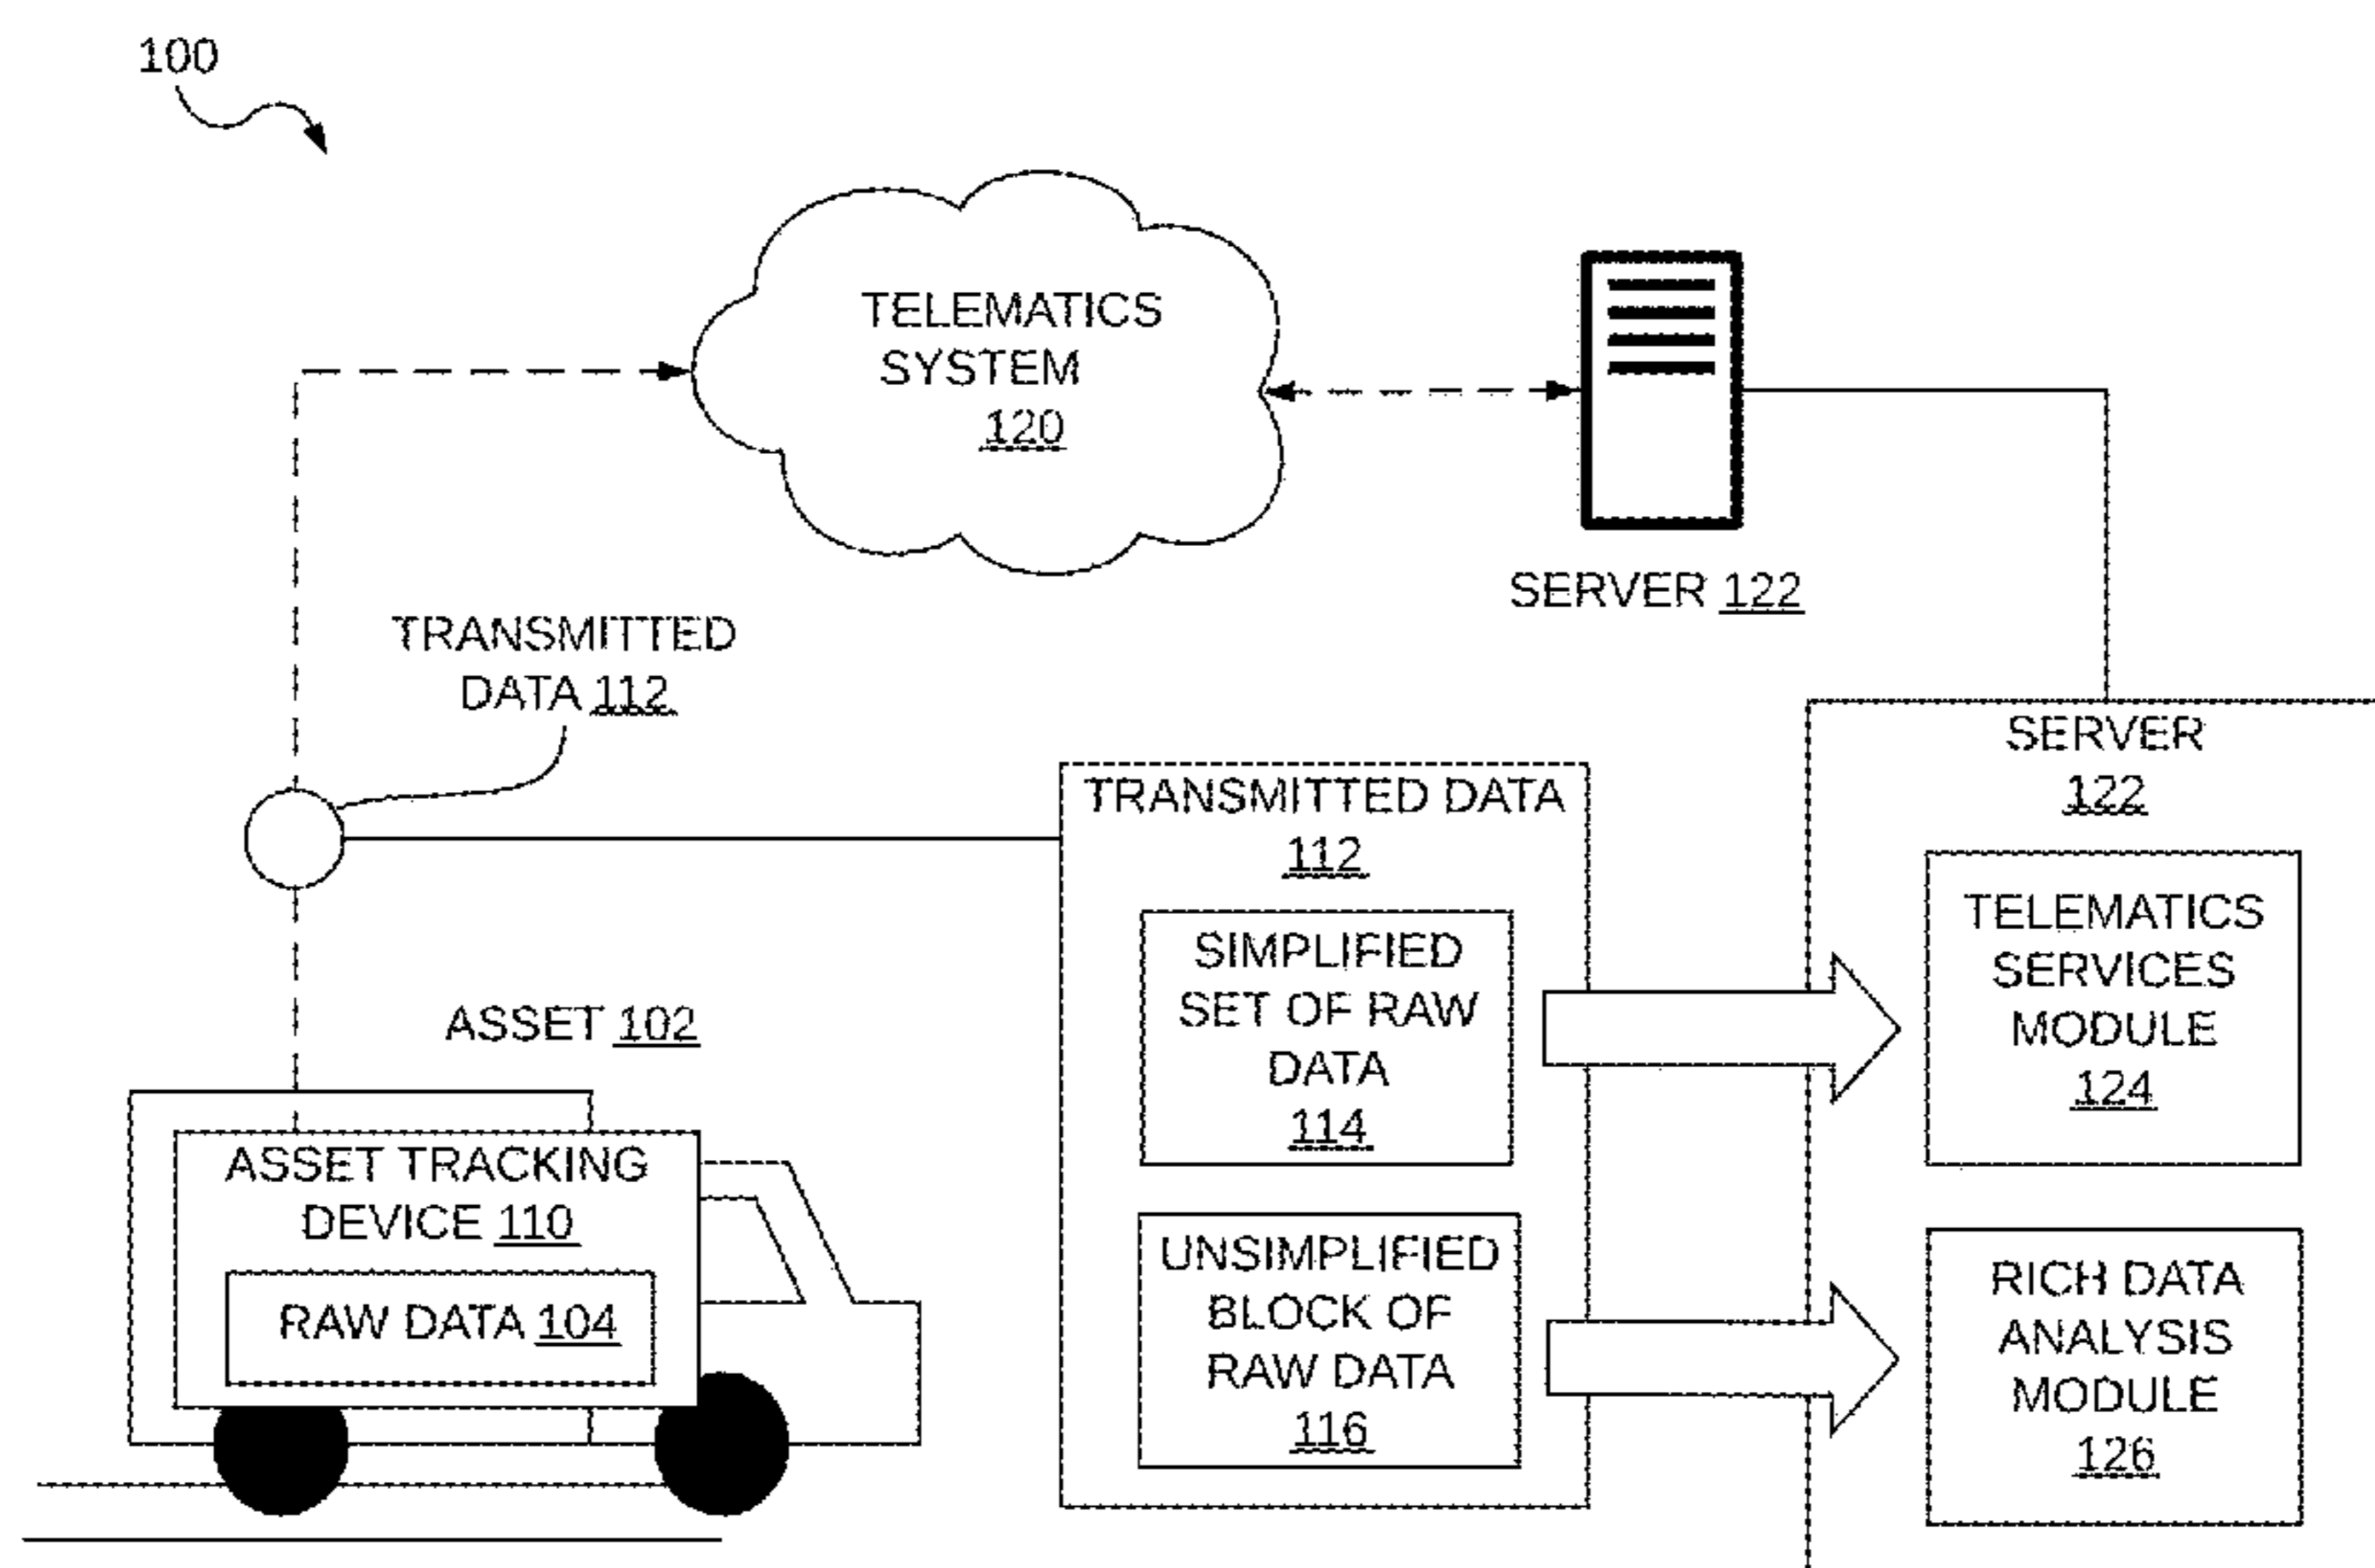 100
TELEMATICS
SYSTEM
120
SERVER 122
TRANSMITTED
DATA 112
ASSET 102
ASSET TRACKING
DEVICE 110
RAW DATA 104
TRANSMITTED DATA
112
SIMPLIFIED
SET OF RAW
DATA
114
UNSIMPLIFIED
BLOCK OF
RAW DATA
116
SERVER
122
TELEMATICS
SERVICES
MODULE
124
RICH DATA
ANALYSIS
MODULE
126